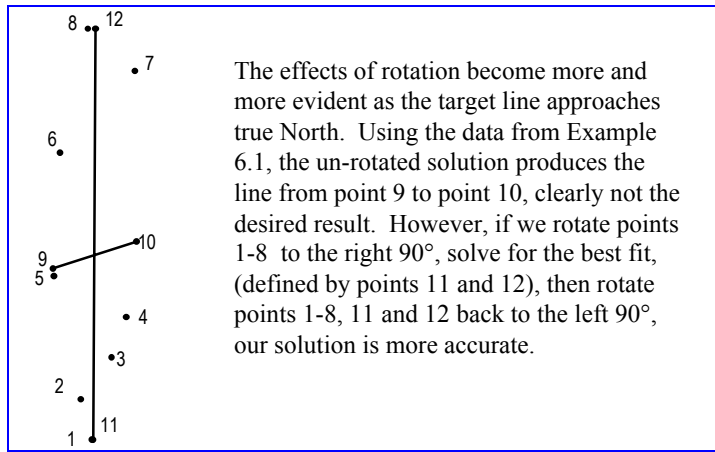 8 12
7
The effects of rotation become more and
more evident as the target line approaches
true North. Using the data from Example
6
6.1, the un-rotated solution produces the
line from point 9 to point 10, clearly not the
desired result. However, if we rotate points
10
1-8 to the right 90°, solve for the best fit,
9
5
(defined by points 11 and 12), then rotate
points 1-8, 11 and 12 back to the left 90°,
4
our solution is more accurate.
3
2
11
1